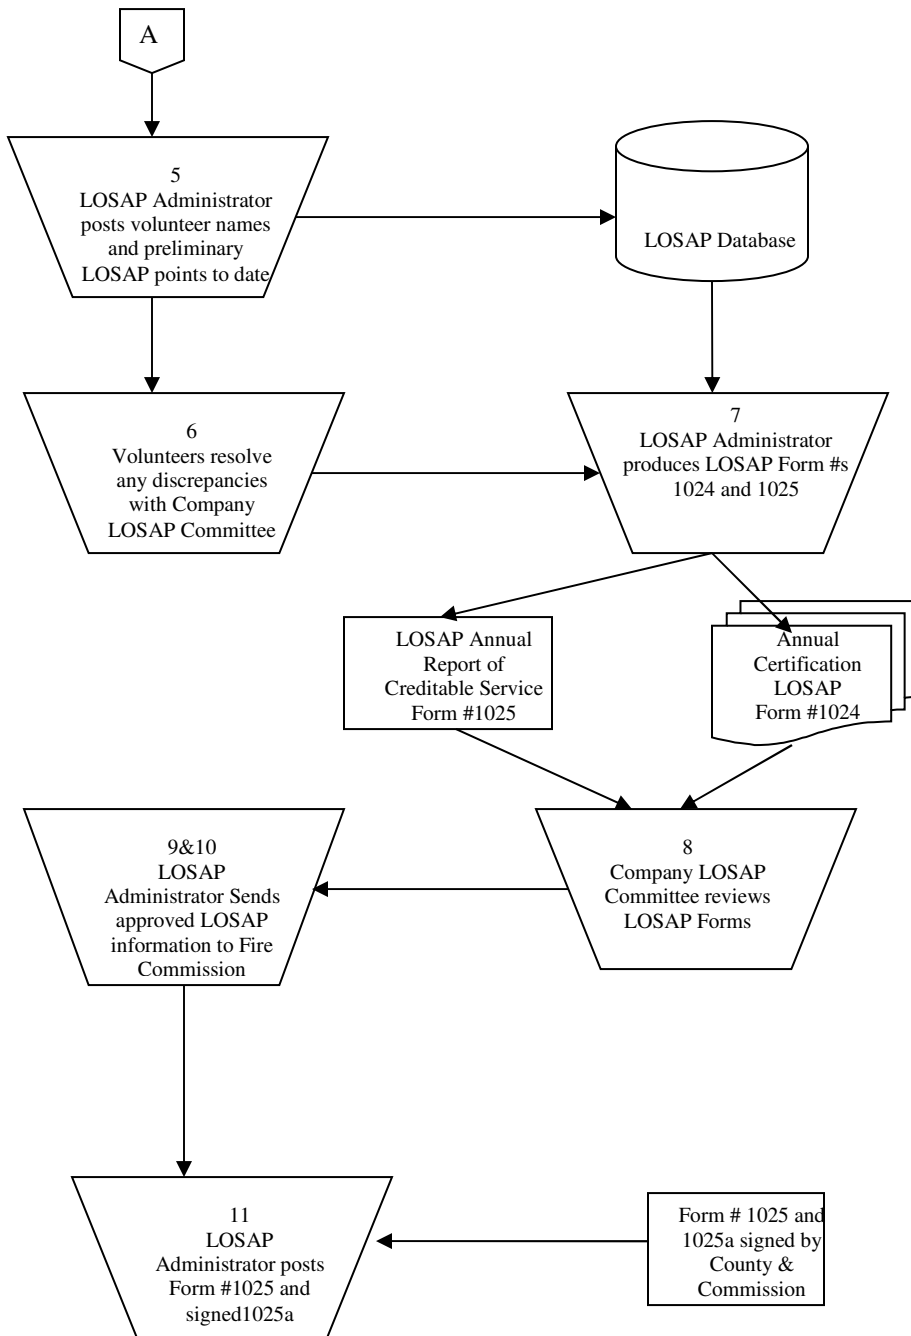 A
5
LOSAP Administrator
posts volunteer names
and preliminary
LOSAP points to date
LOSAP Database
6
Volunteers resolve
any discrepancies
with Company
LOSAP Committee
7
LOSAP Administrator
produces LOSAP Form #s
1024 and 1025
LOSAP Annual
Report of
Creditable Service
Form #1025
Annual
Certification
LOSAP
Form #1024
9&10
LOSAP
Administrator Sends
approved LOSAP
information to Fire
Commission
8
Company LOSAP
Committee reviews
LOSAP Forms
11
LOSAP
Administrator posts
Form #1025 and
signed1025a
Form # 1025 and
1025a signed by
County &
Commission